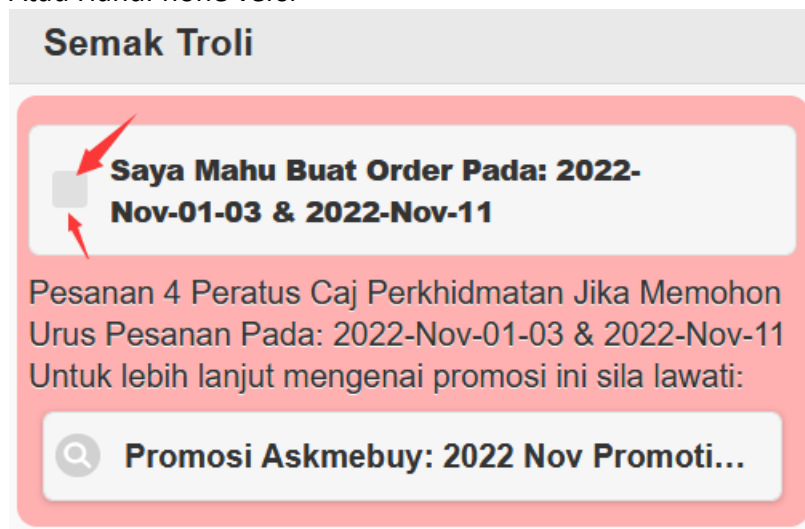 Semak Troli
Saya Mahu Buat Order Pada: 2022-
Nov-01-03 & 2022-Nov-11
Pesanan 4 Peratus Caj Perkhidmatan Jika Memohon
Urus Pesanan Pada: 2022-Nov-01-03 & 2022-Nov-11
Untuk lebih lanjut mengenai promosi ini sila lawati:
Promosi Askmebuy: 2022 Nov Promoti...